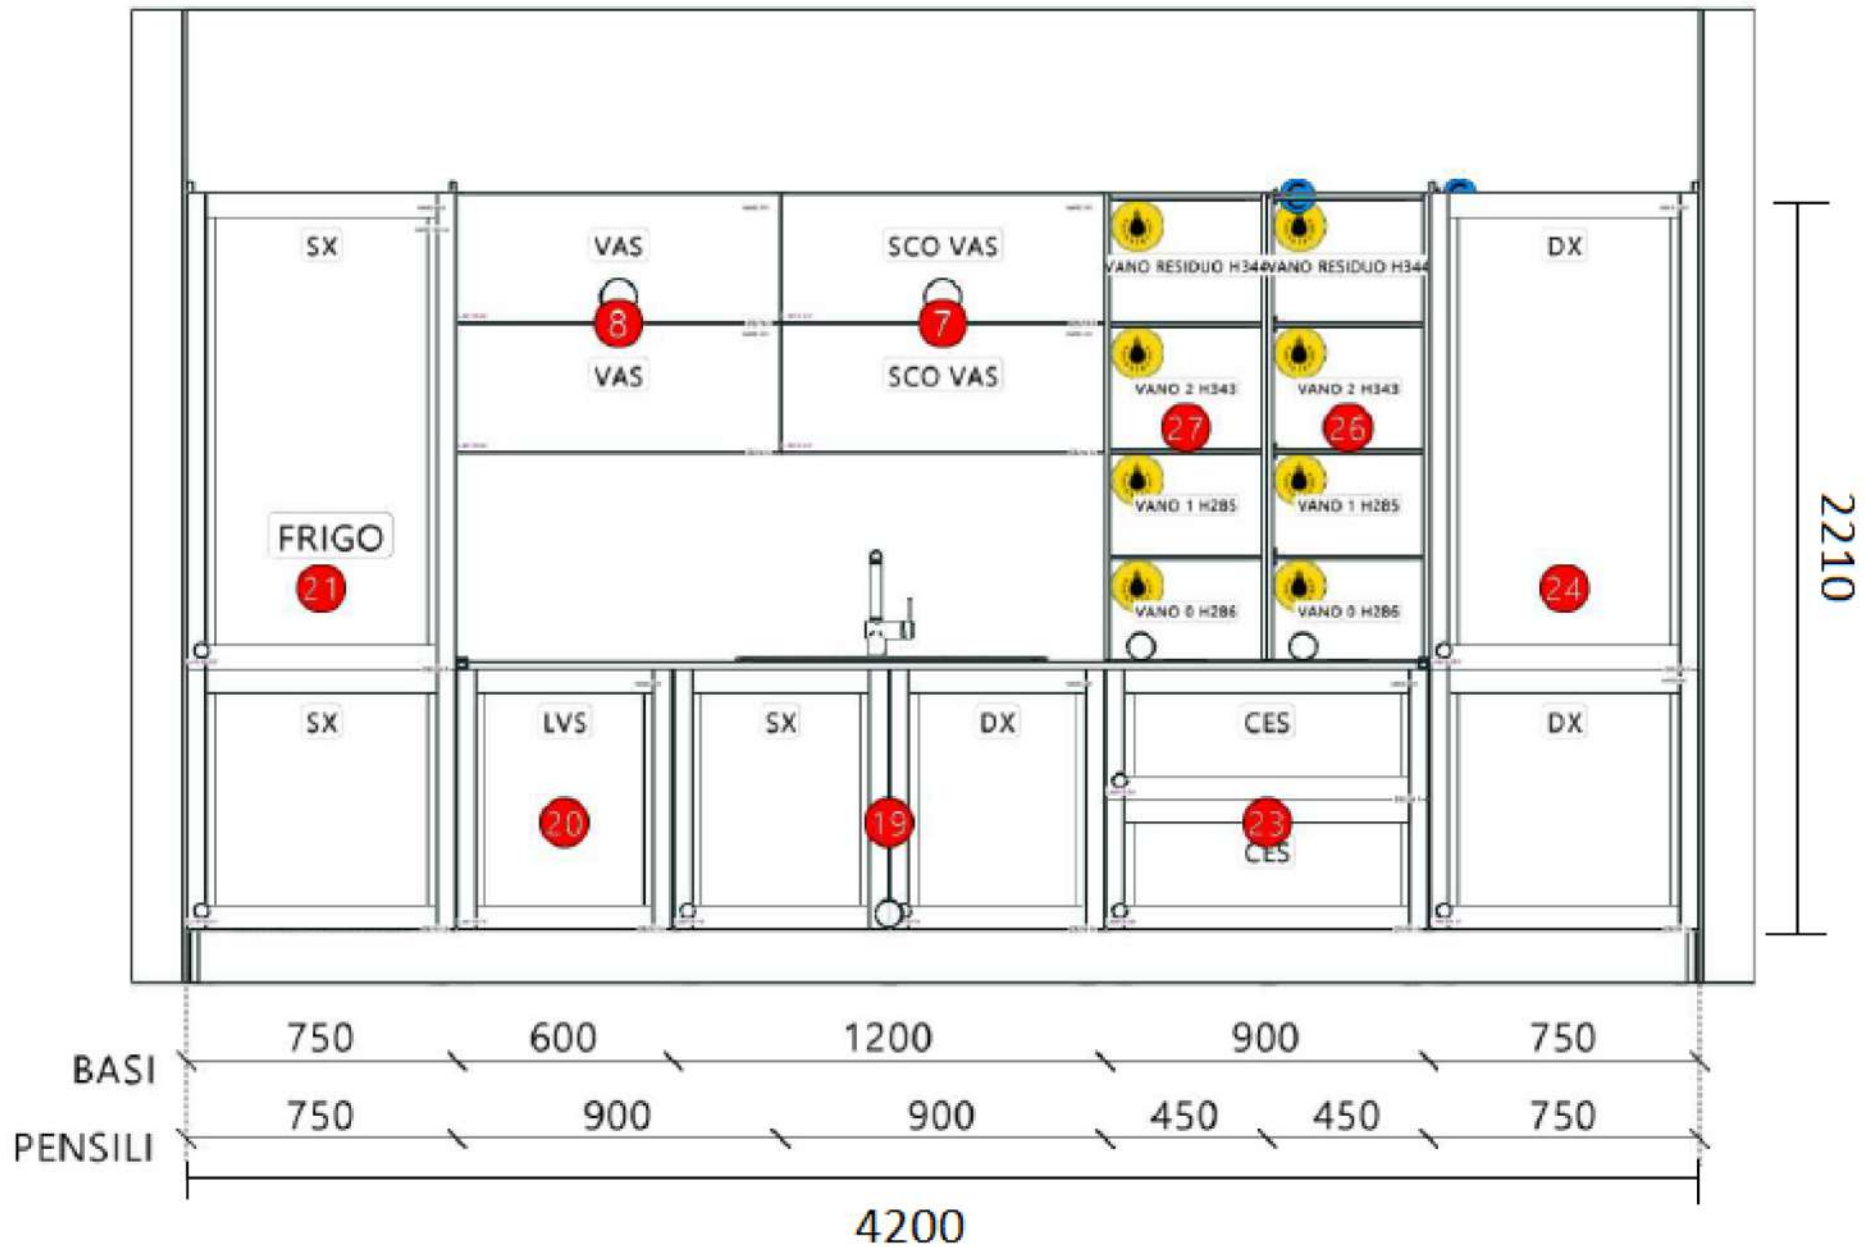 SX
VAS
SCO VAS
DX
VANO RESIDUO H344
VANO RESIDUO H344
8
7
VAS
SCO VAS
VANO 2 H343
VANO 2 H343
27
26
VANO 1 H285
VANO 1 H285
FRIGO
21
24
2210
VANO 0 H286
VANO 0 H286
SX
LVS
SX
DX
CES
DX
20
19
23
CES
750 600 1200 900 750
BASI
750 900 900 450 450 750
PENSILI
4200